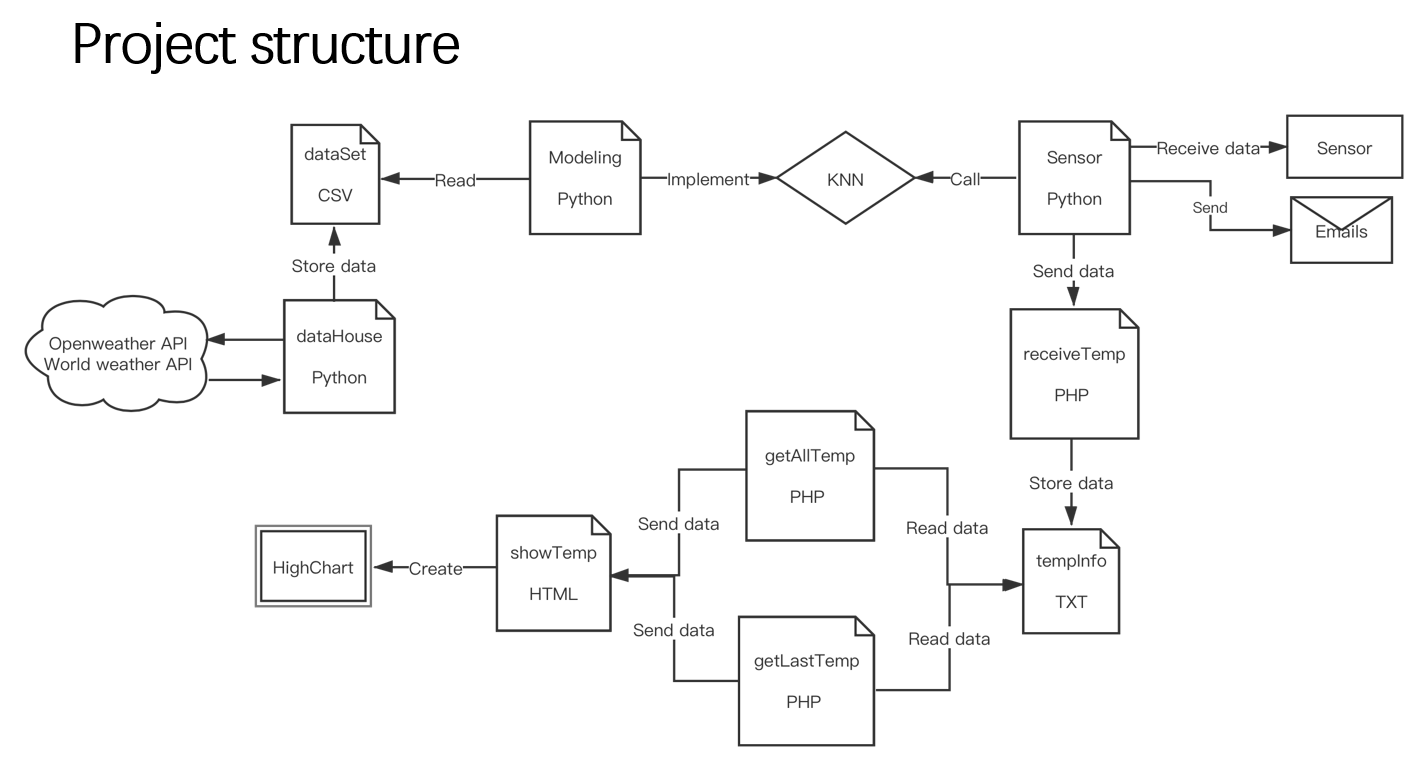 Project structure
dataSet
CSV
Read
Modeling
Python
Implement
KNN
Call
Sensor
Python
Receive data
Sensor
Send
Emails
Store data
Send data
Openweather API
World weather API
dataHouse
Python
receiveTemp
PHP
getAllTemp
PHP
Store data
Send data
Read data
HighChart
Create
showTemp
HTML
tempInfo
TXT
Send data
Read data
getLastTemp
PHP